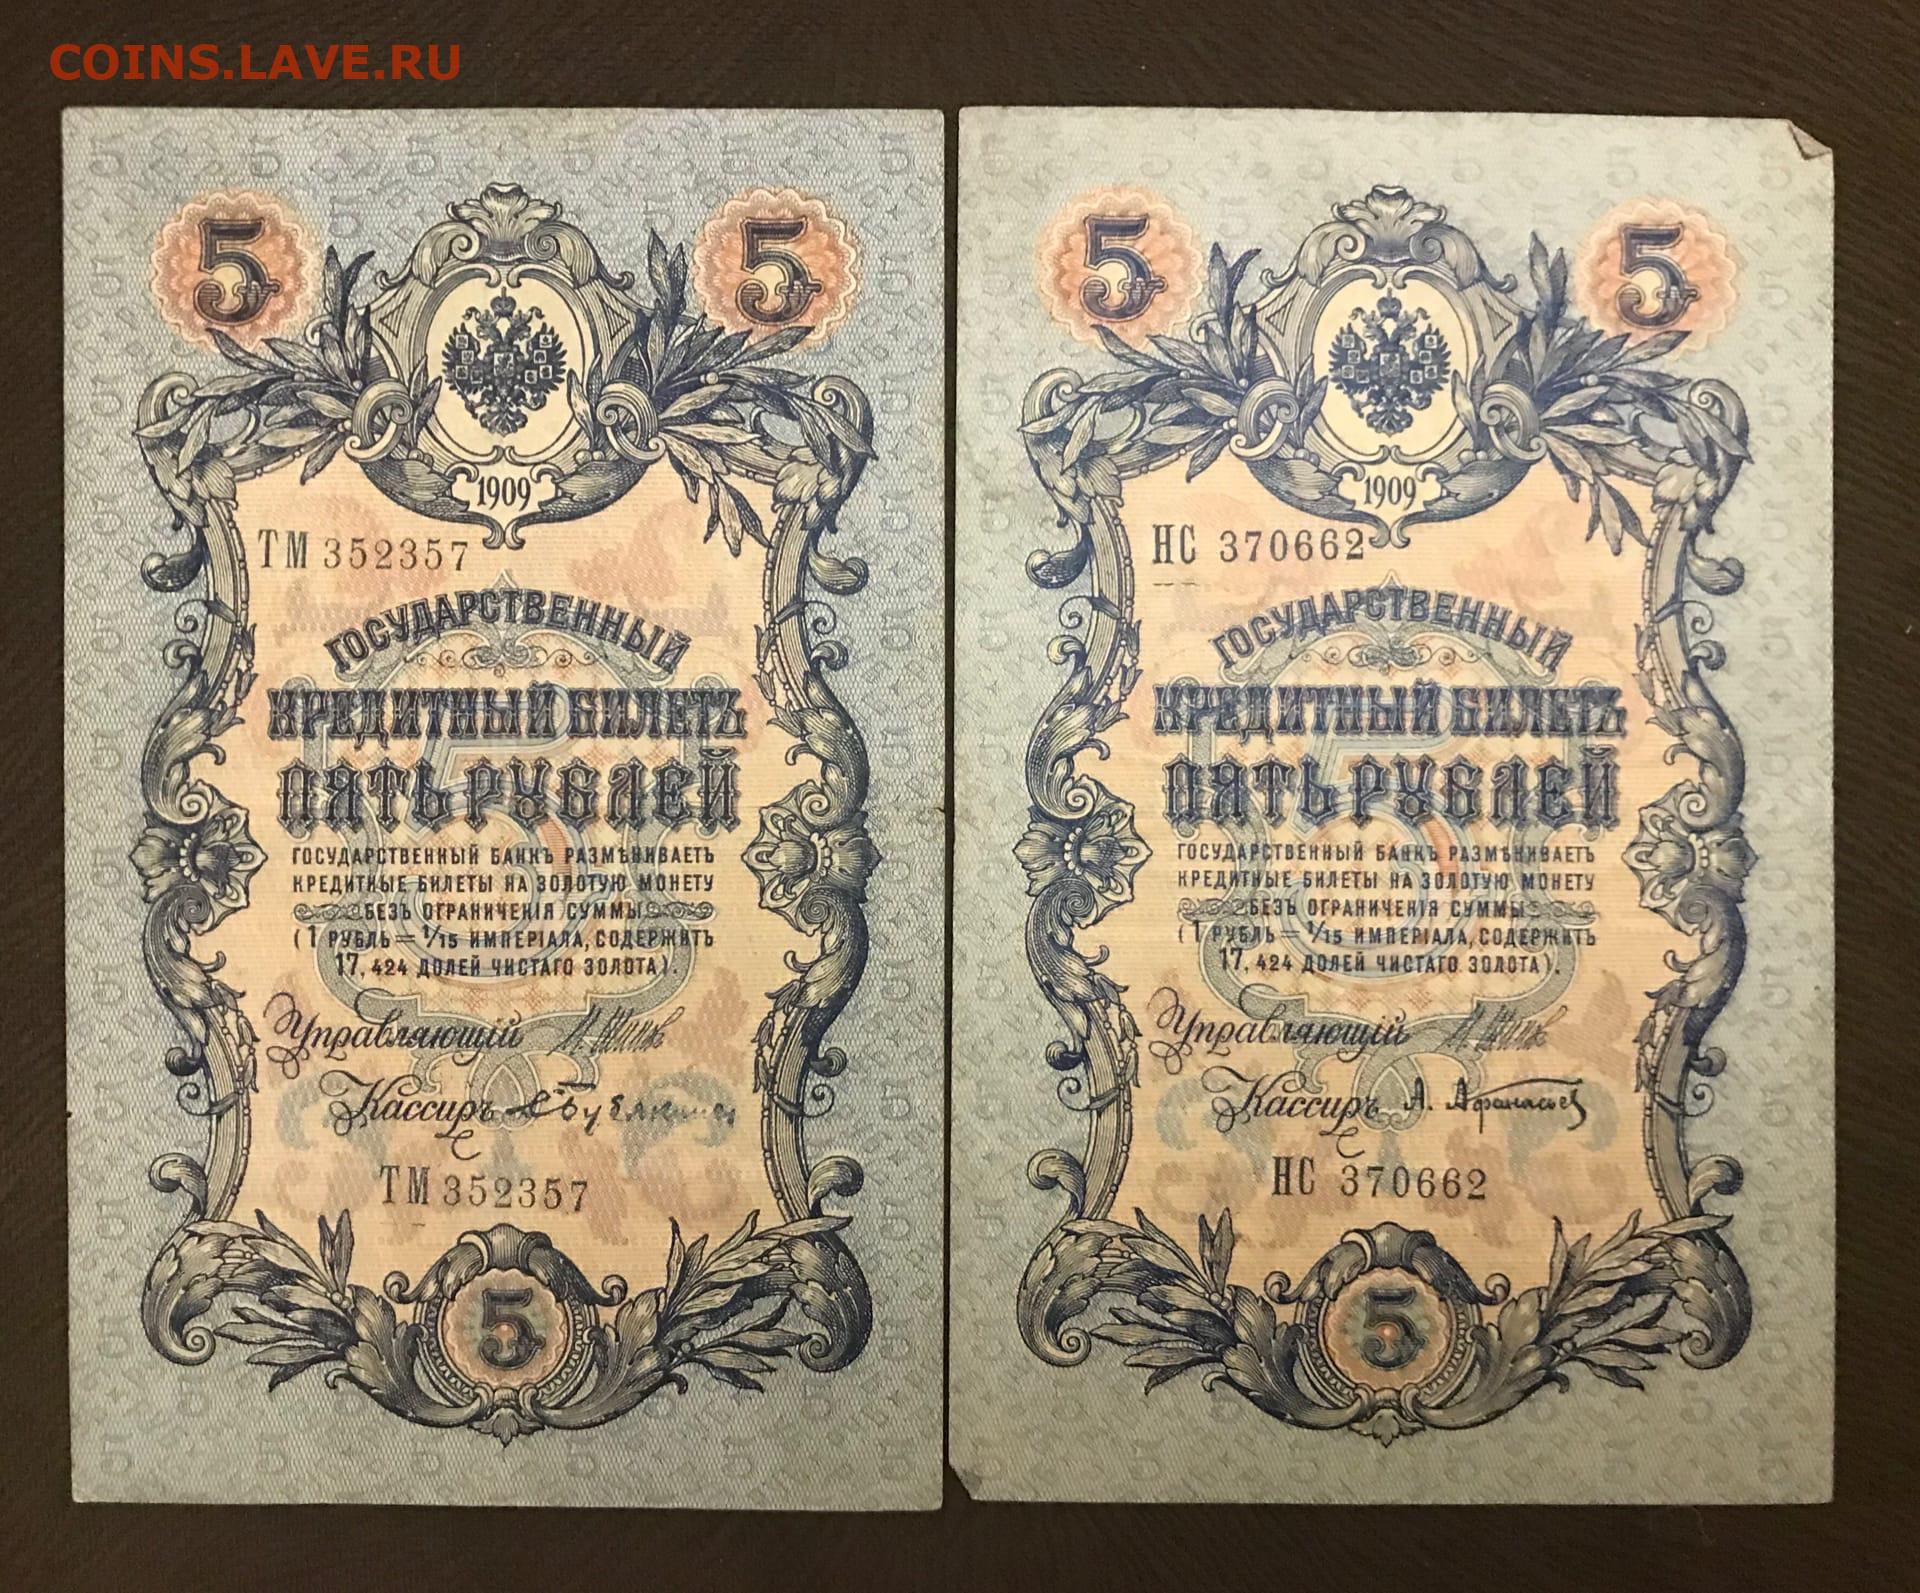 COINS.LAVE.RU
5 5
1909
ТМ 352357
ГОСУДАРСТВЕННЫЙ
КРЕДИТНЫЙ БИЛЕТЪ
ПЯТЬ РУБЛЕЙ
ГОСУДАРСТВЕННЫЙ БАНКЪ РАЗМѢНИВАЕТЪ
КРЕДИТНЫЕ БИЛЕТЫ НА ЗОЛОТУЮ МОНЕТУ
БЕЗЪ ОГРАНИЧЕНІЯ СУММЫ
(1 РУБЛЬ = 1/15 ИМПЕРІАЛА, СОДЕРЖИТЪ
17,424 ДОЛЕЙ ЧИСТАГО ЗОЛОТА).
Управляющій
Кассиръ
ТМ 352357
5
5 5
1909
НС 370662
ГОСУДАРСТВЕННЫЙ
КРЕДИТНЫЙ БИЛЕТЪ
ПЯТЬ РУБЛЕЙ
ГОСУДАРСТВЕННЫЙ БАНКЪ РАЗМѢНИВАЕТЪ
КРЕДИТНЫЕ БИЛЕТЫ НА ЗОЛОТУЮ МОНЕТУ
БЕЗЪ ОГРАНИЧЕНІЯ СУММЫ
(1 РУБЛЬ = 1/15 ИМПЕРІАЛА, СОДЕРЖИТЪ
17,424 ДОЛЕЙ ЧИСТАГО ЗОЛОТА).
Управляющій
Кассиръ А. Афанасьев
НС 370662
5